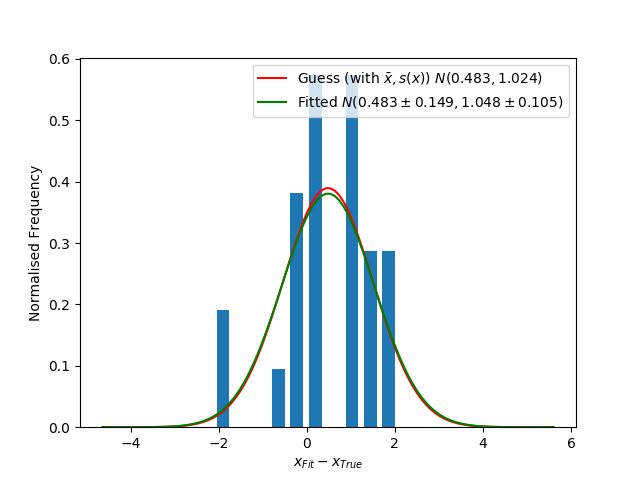 0.6
0.5
0.4
0.3
0.2
0.1
0.0
Normalised Frequency
Guess (with x̄, s(x)) N(0.483, 1.024)
Fitted N(0.483 ± 0.149, 1.048 ± 0.105)
−4 −2 0 2 4 6
x_Fit − x_True